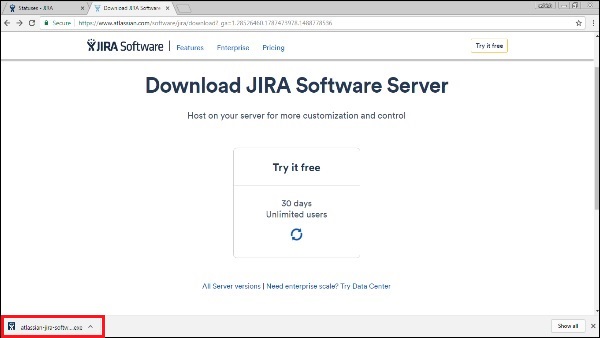 Statuses - JIRA
Download JIRA Software
Secure https://www.atlassian.com/software/jira/download?_ga=1.28526460.1787479978.1488778536
JIRA Software Features Enterprise Pricing Try it free
Download JIRA Software Server
Host on your server for more customization and control
Try it free
30 days
Unlimited users
All Server versions | Need enterprise scale? Try Data Center
atlassian-jira-softw....exe
Show all